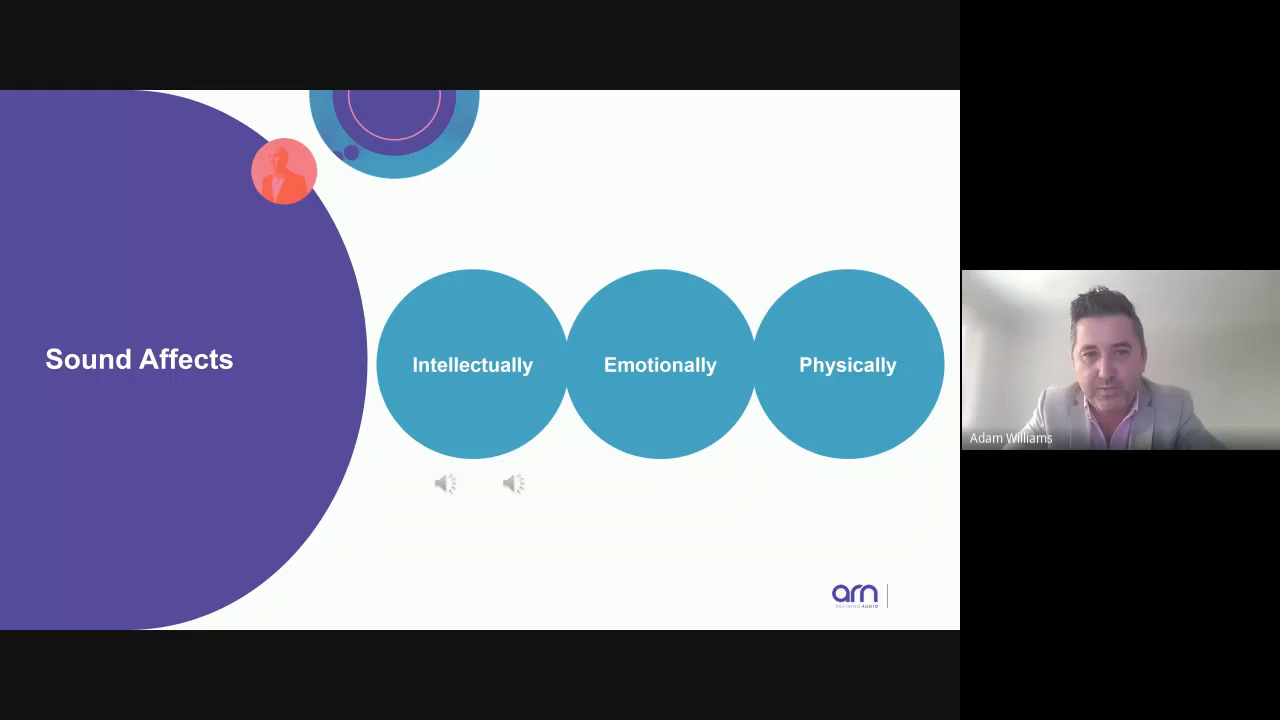 Sound Affects
Intellectually
Emotionally
Physically
arn
Adam Williams